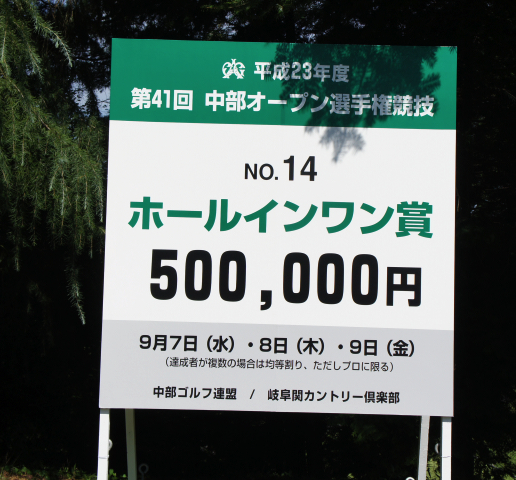 平成23年度
第41回 中部オープン選手権競技
NO.14
ホールインワン賞
500,000円
9月7日（水）・8日（木）・9日（金）
（達成者が複数の場合は均等割り、ただしプロに限る）
中部ゴルフ連盟 / 岐阜関カントリー倶楽部